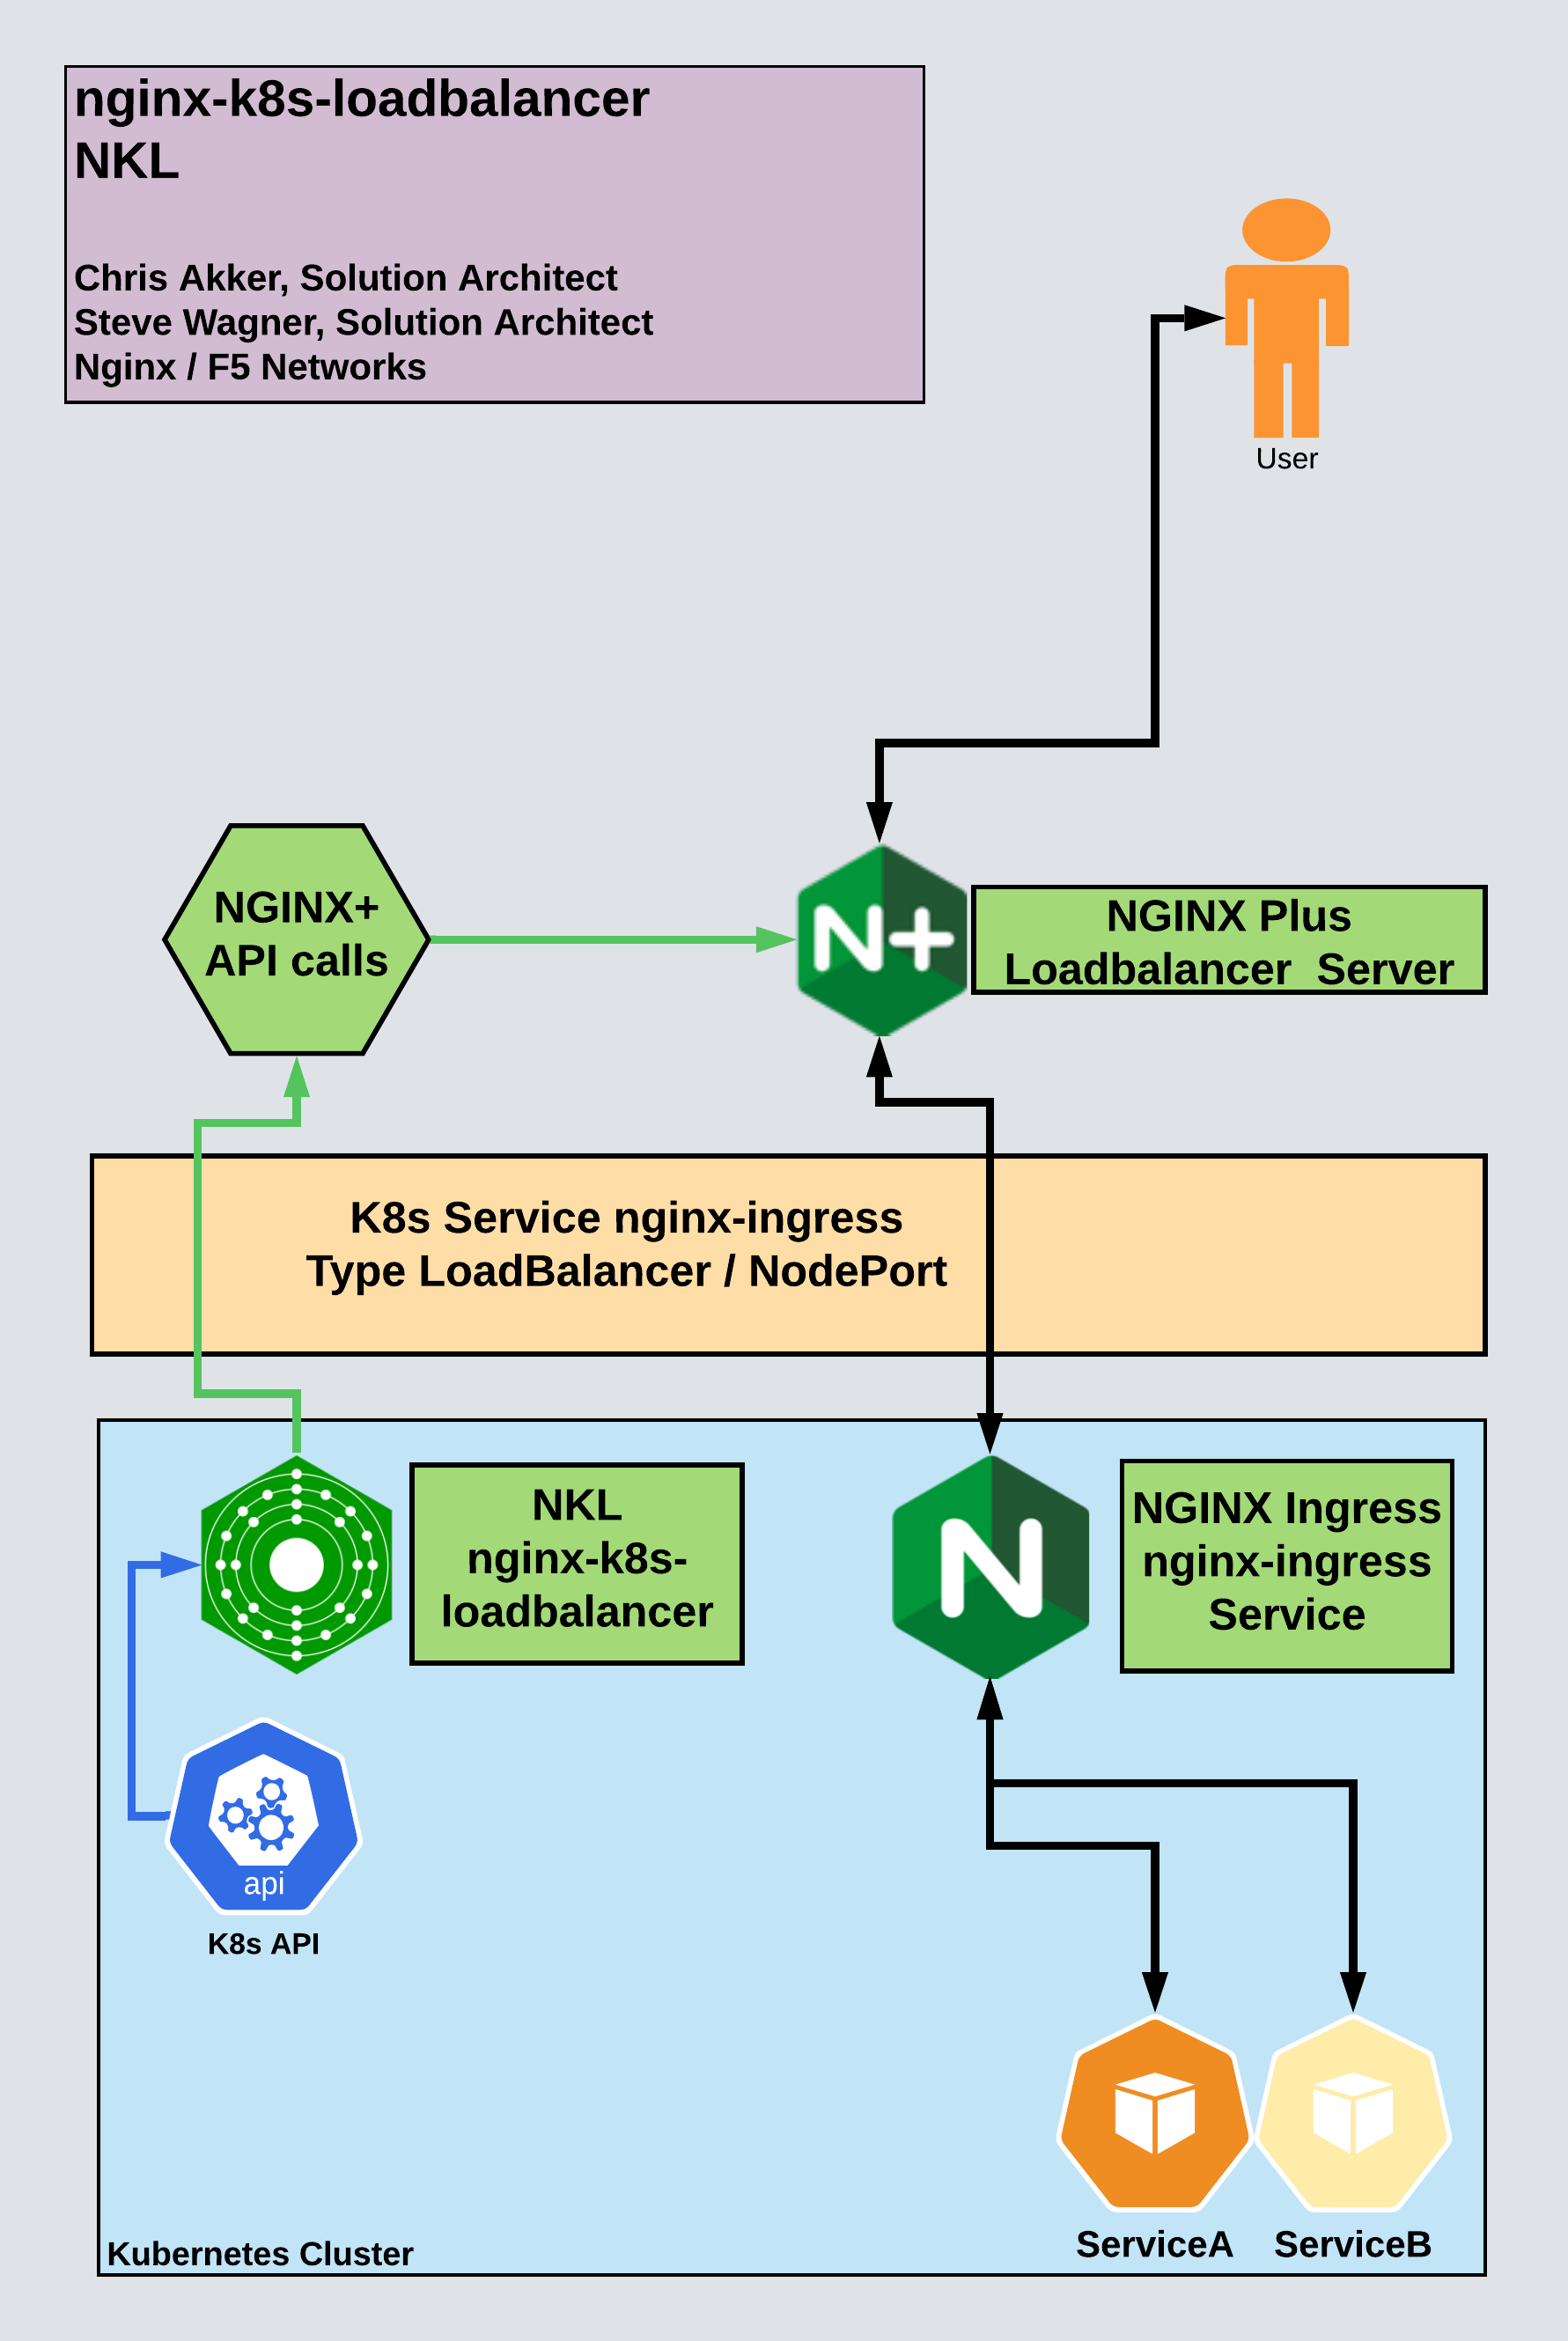 nginx-k8s-loadbalancer
NKL
Chris Akker, Solution Architect
Steve Wagner, Solution Architect
Nginx / F5 Networks
User
NGINX+
API calls
N+
NGINX Plus
Loadbalancer  Server
K8s Service nginx-ingress
Type LoadBalancer / NodePort
NKL
nginx-k8s-
loadbalancer
N
NGINX Ingress
nginx-ingress
Service
api
K8s API
ServiceA
ServiceB
Kubernetes Cluster